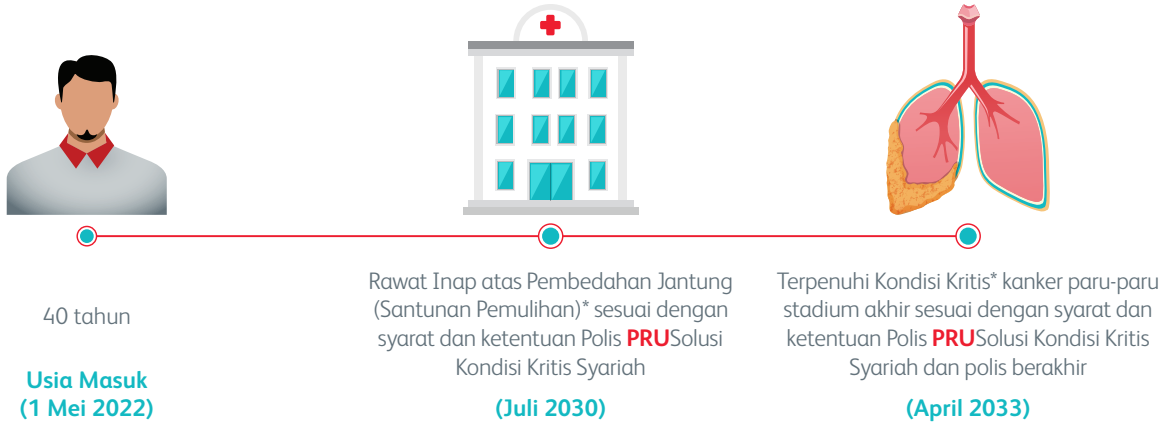 40 tahun
Usia Masuk
(1 Mei 2022)
Rawat Inap atas Pembedahan Jantung
(Santunan Pemulihan)* sesuai dengan
syarat dan ketentuan Polis PRUSolusi
Kondisi Kritis Syariah
(Juli 2030)
Terpenuhi Kondisi Kritis* kanker paru-paru
stadium akhir sesuai dengan syarat dan
ketentuan Polis PRUSolusi Kondisi Kritis
Syariah dan polis berakhir
(April 2033)